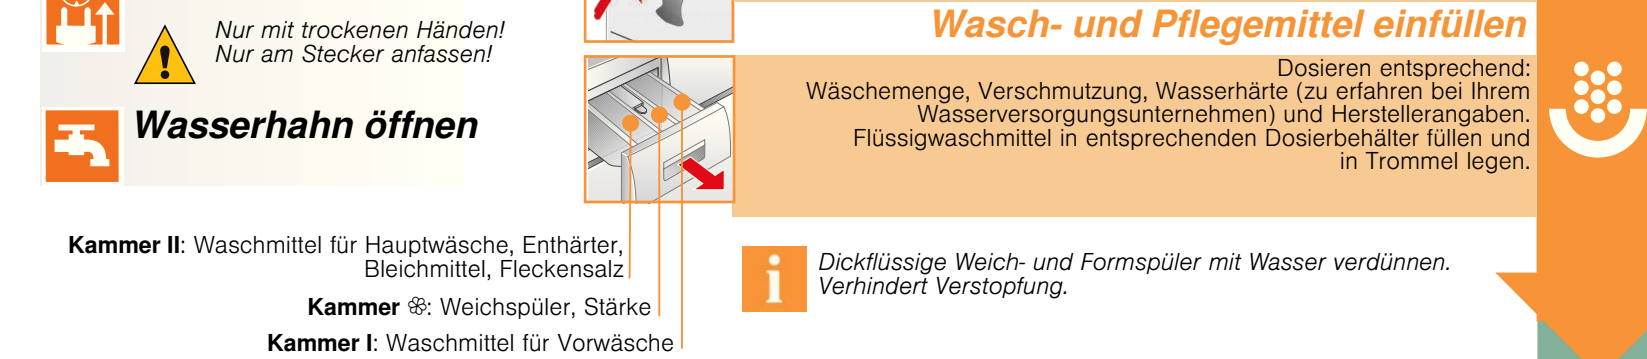 Nur mit trockenen Händen!
Nur am Stecker anfassen!
Wasserhahn öffnen
Wasch- und Pflegemittel einfüllen
Dosieren entsprechend:
Wäschemenge, Verschmutzung, Wasserhärte (zu erfahren bei Ihrem
Wasserversorgungsunternehmen) und Herstellerangaben.
Flüssigwaschmittel in entsprechenden Dosierbehälter füllen und
in Trommel legen.
Kammer II: Waschmittel für Hauptwäsche, Enthärter,
Bleichmittel, Fleckensalz
Kammer ֍: Weichspüler, Stärke
Kammer I: Waschmittel für Vorwäsche
Dickflüssige Weich- und Formspüler mit Wasser verdünnen.
Verhindert Verstopfung.